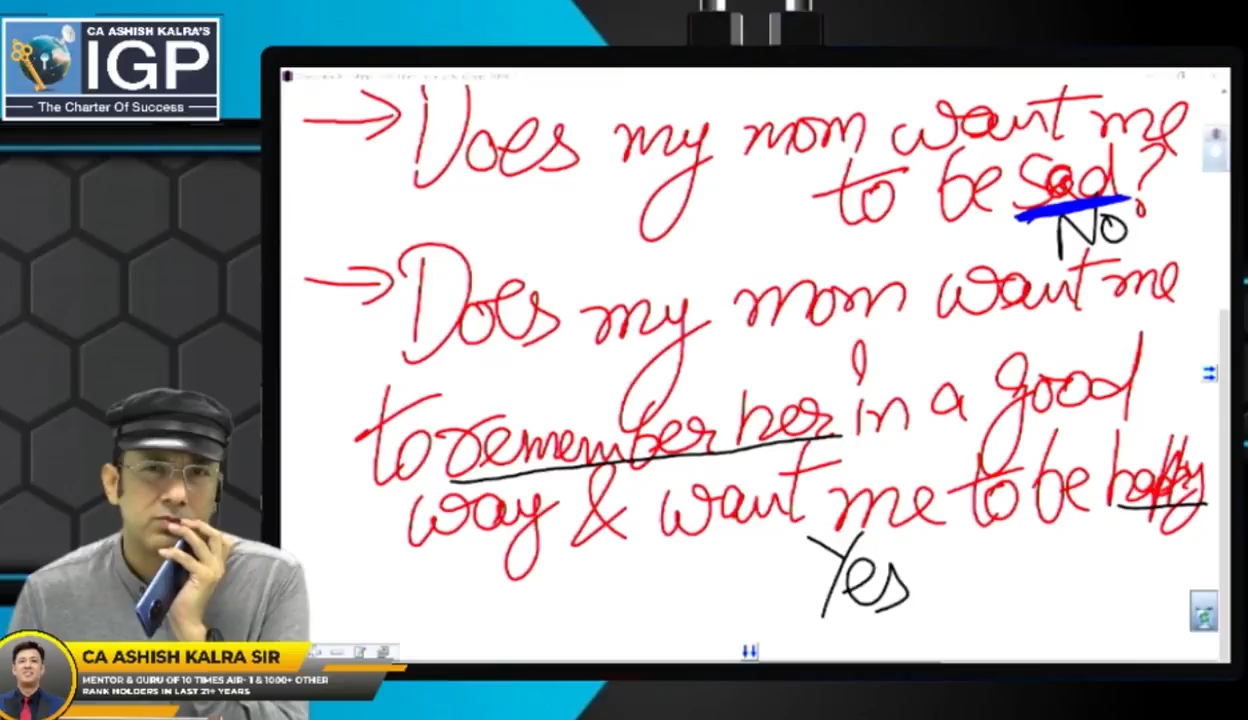 CA ASHISH KALRA'S
IGP
The Charter Of Success
→ Does my mom want me
to be sad?
No
→ Does my mom want me
to remember her in a good
way & want me to be happy
Yes
CA ASHISH KALRA SIR
MENTOR & GURU OF 10 TIMES AIR-1 & 1000+ OTHER
RANK HOLDERS IN LAST 21+ YEARS